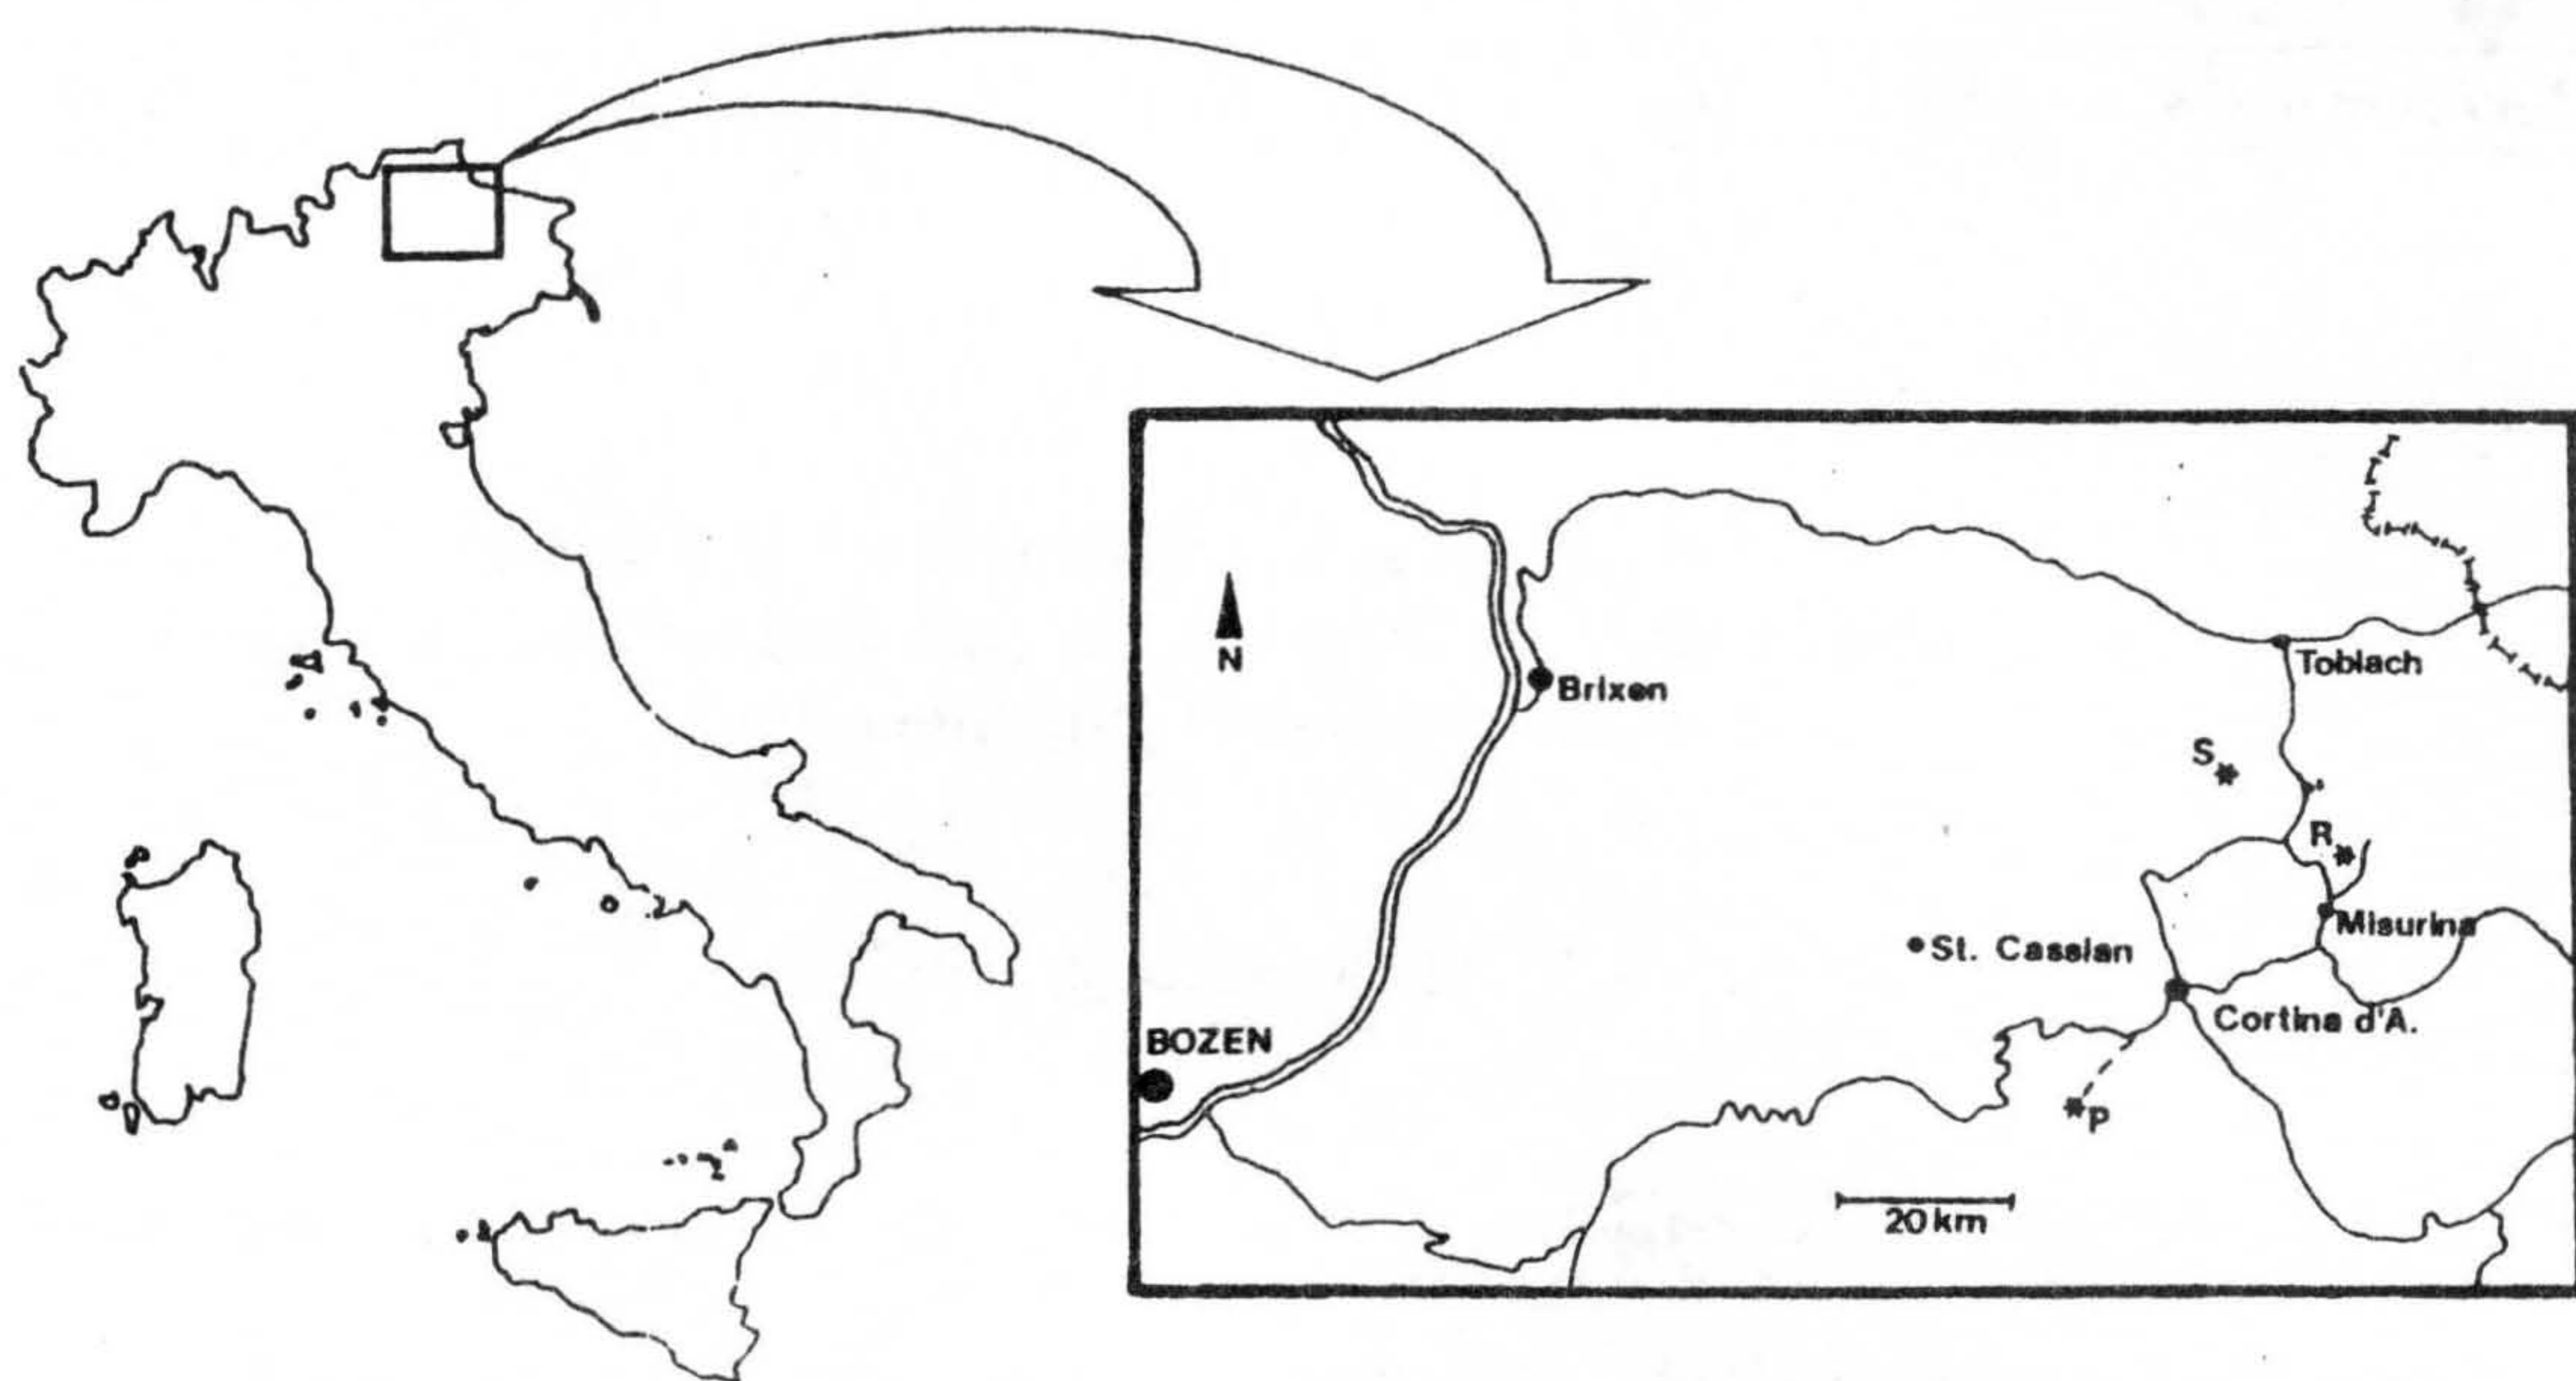 N
Brixen
Toblach
S
R
Misurina
St. Cassian
Cortina d'A.
BOZEN
P
20 km